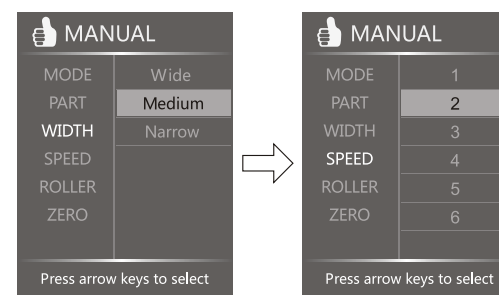 MANUAL
MODE
PART
WIDTH
SPEED
ROLLER
ZERO
Wide
Medium
Narrow
Press arrow keys to select
MANUAL
MODE
PART
WIDTH
SPEED
ROLLER
ZERO
1
2
3
4
5
6
Press arrow keys to select